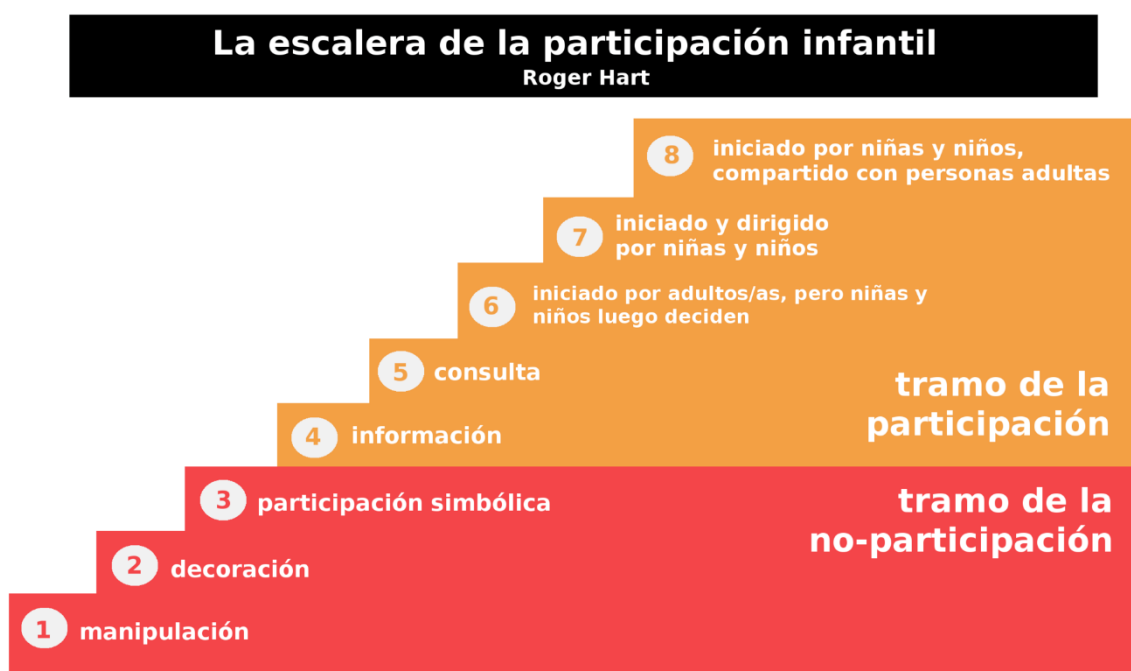 La escalera de la participación infantil
Roger Hart
8
iniciado por niñas y niños,
compartido con personas adultas
7
iniciado y dirigido
por niñas y niños
6
iniciado por adultos/as, pero niñas y
niños luego deciden
5
consulta
4
información
tramo de la
participación
3
participación simbólica
tramo de la
no-participación
2
decoración
1
manipulación